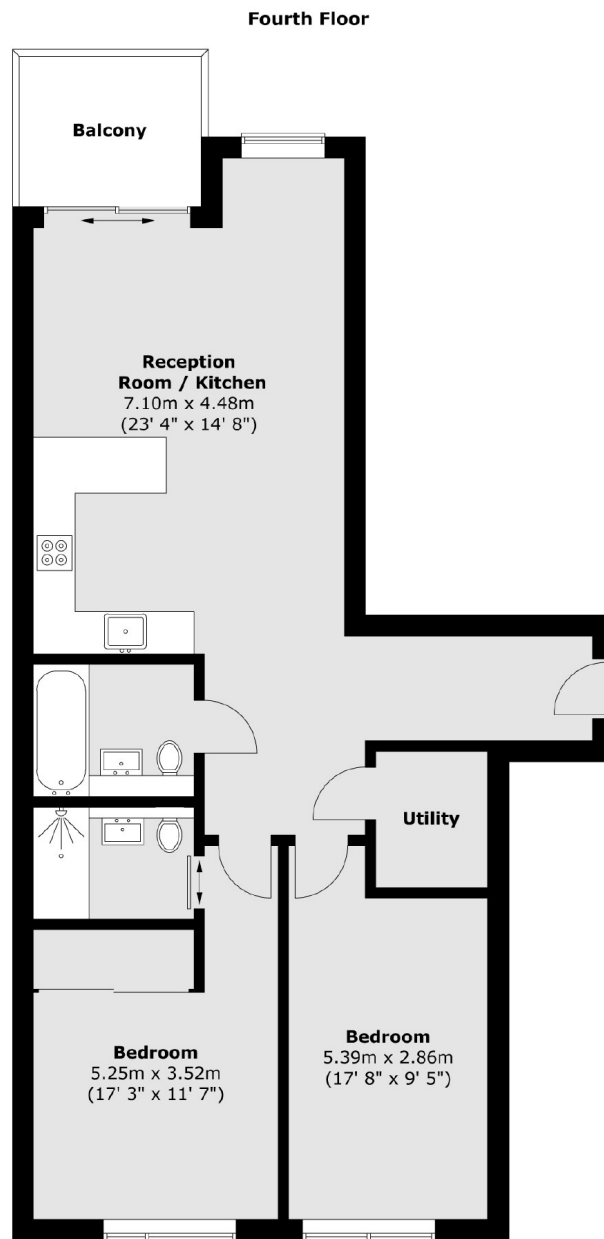 Fourth Floor
Balcony
Reception
Room / Kitchen
7.10m x 4.48m
(23' 4" x 14' 8")
Utility
Bedroom
5.25m x 3.52m
(17' 3" x 11' 7")
Bedroom
5.39m x 2.86m
(17' 8" x 9' 5")